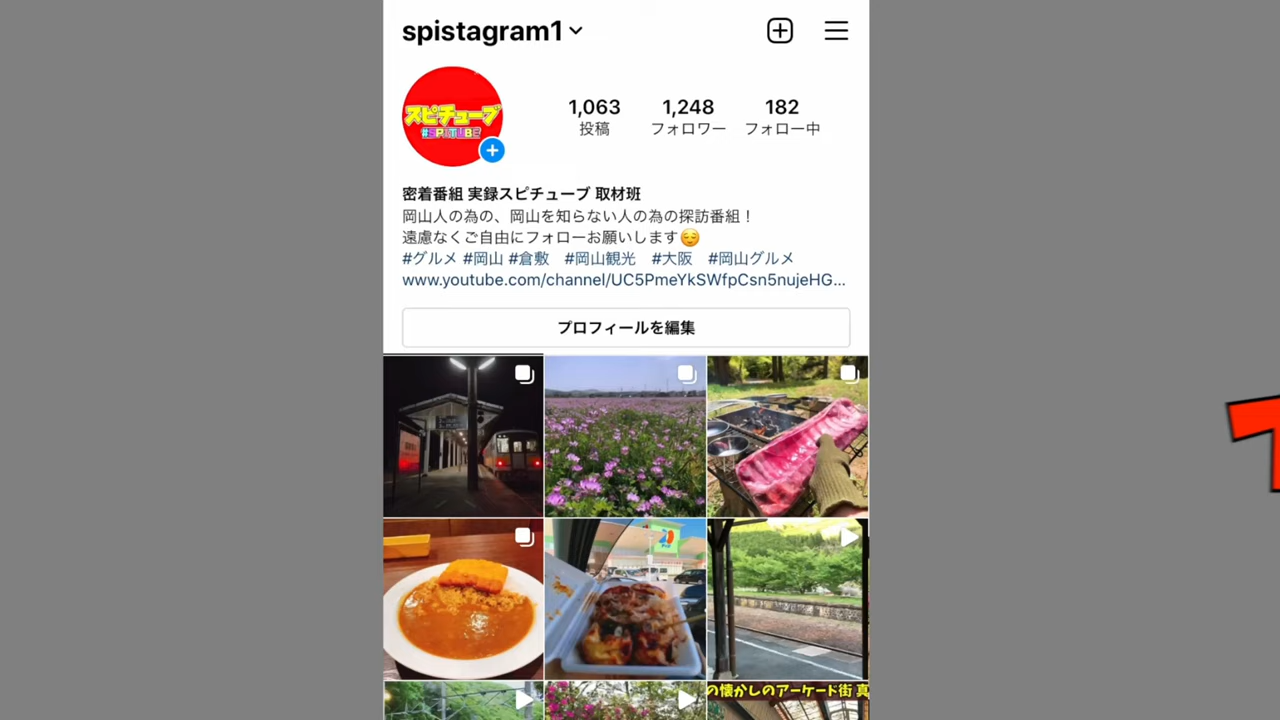 spistagram1
スピチューブ
#SPITUBE
1,063
投稿
1,248
フォロワー
182
フォロー中
密着番組 実録スピチューブ 取材班
岡山人の為の、岡山を知らない人の為の探訪番組！
遠慮なくご自由にフォローお願いします😌
#グルメ #岡山 #倉敷　#岡山観光　#大阪　#岡山グルメ
www.youtube.com/channel/UC5PmeYkSWfpCsn5nujeHG...
プロフィールを編集
の懐かしのアーケード街 真